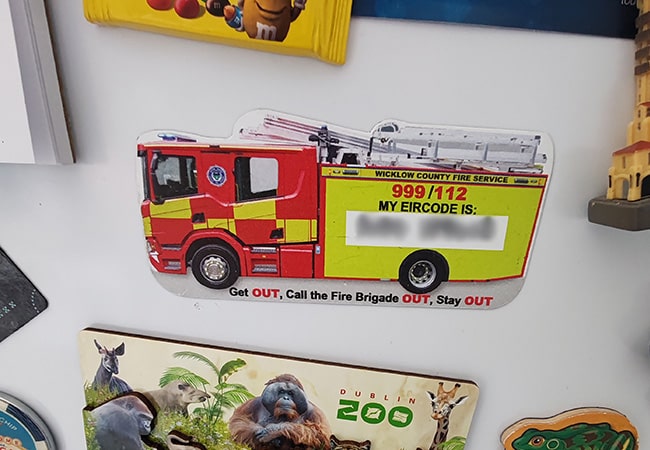 WICKLOW COUNTY FIRE SERVICE
999/112
MY EIRCODE IS:
Get OUT, Call the Fire Brigade OUT, Stay OUT
DUBLIN
ZOO